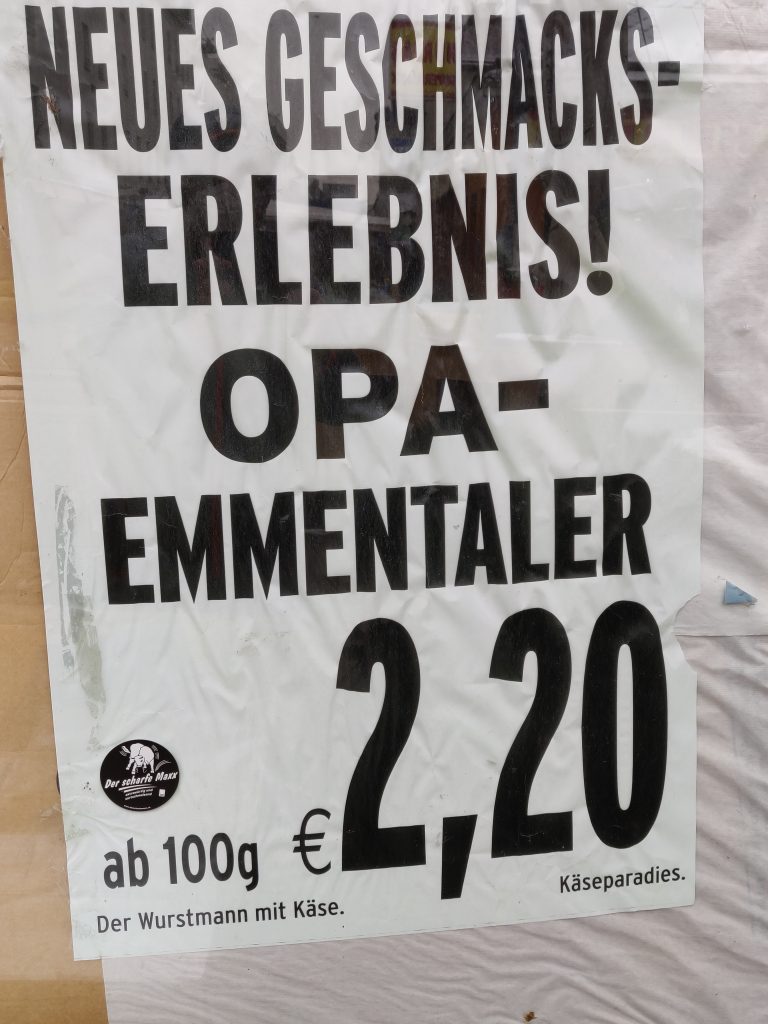 NEUES GESCHMACKS-
ERLEBNIS!
OPA-
EMMENTALER
€ 2,20
ab 100g
Der scharfe Maxx
Käseparadies.
Der Wurstmann mit Käse.